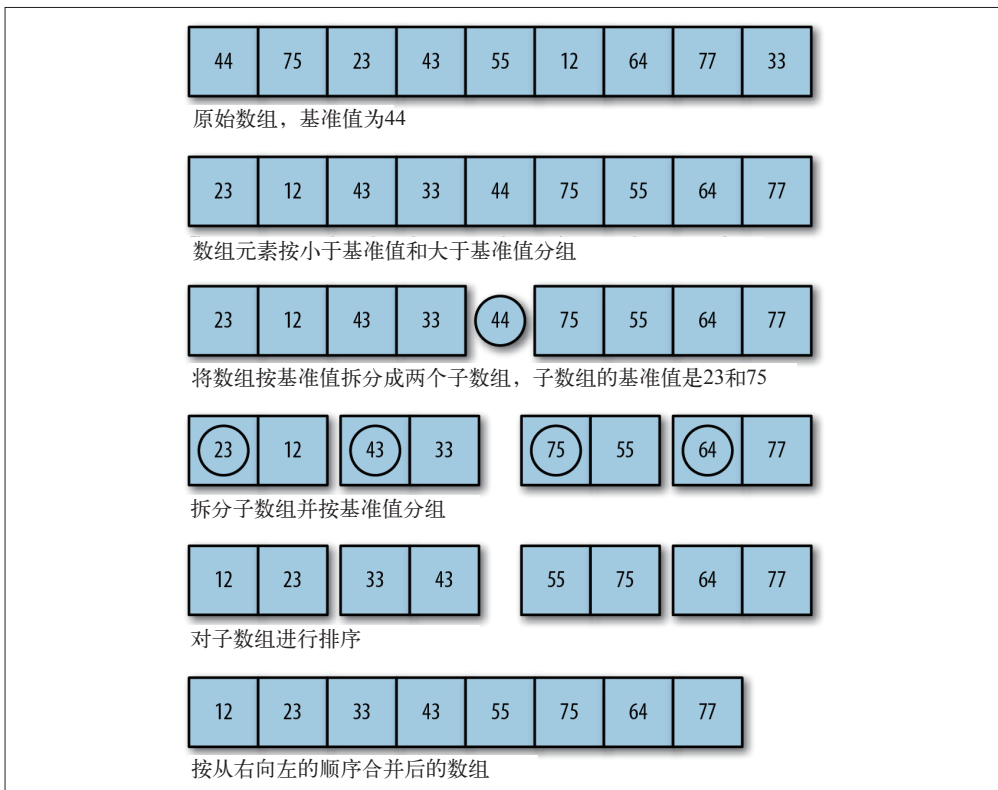 44 75 23 43 55 12 64 77 33
原始数组，基准值为44
23 12 43 33 44 75 55 64 77
数组元素按小于基准值和大于基准值分组
23 12 43 33 44 75 55 64 77
将数组按基准值拆分成两个子数组，子数组的基准值是23和75
23 12 43 33 75 55 64 77
拆分子数组并按基准值分组
12 23 33 43 55 75 64 77
对子数组进行排序
12 23 33 43 55 75 64 77
按从右向左的顺序合并后的数组